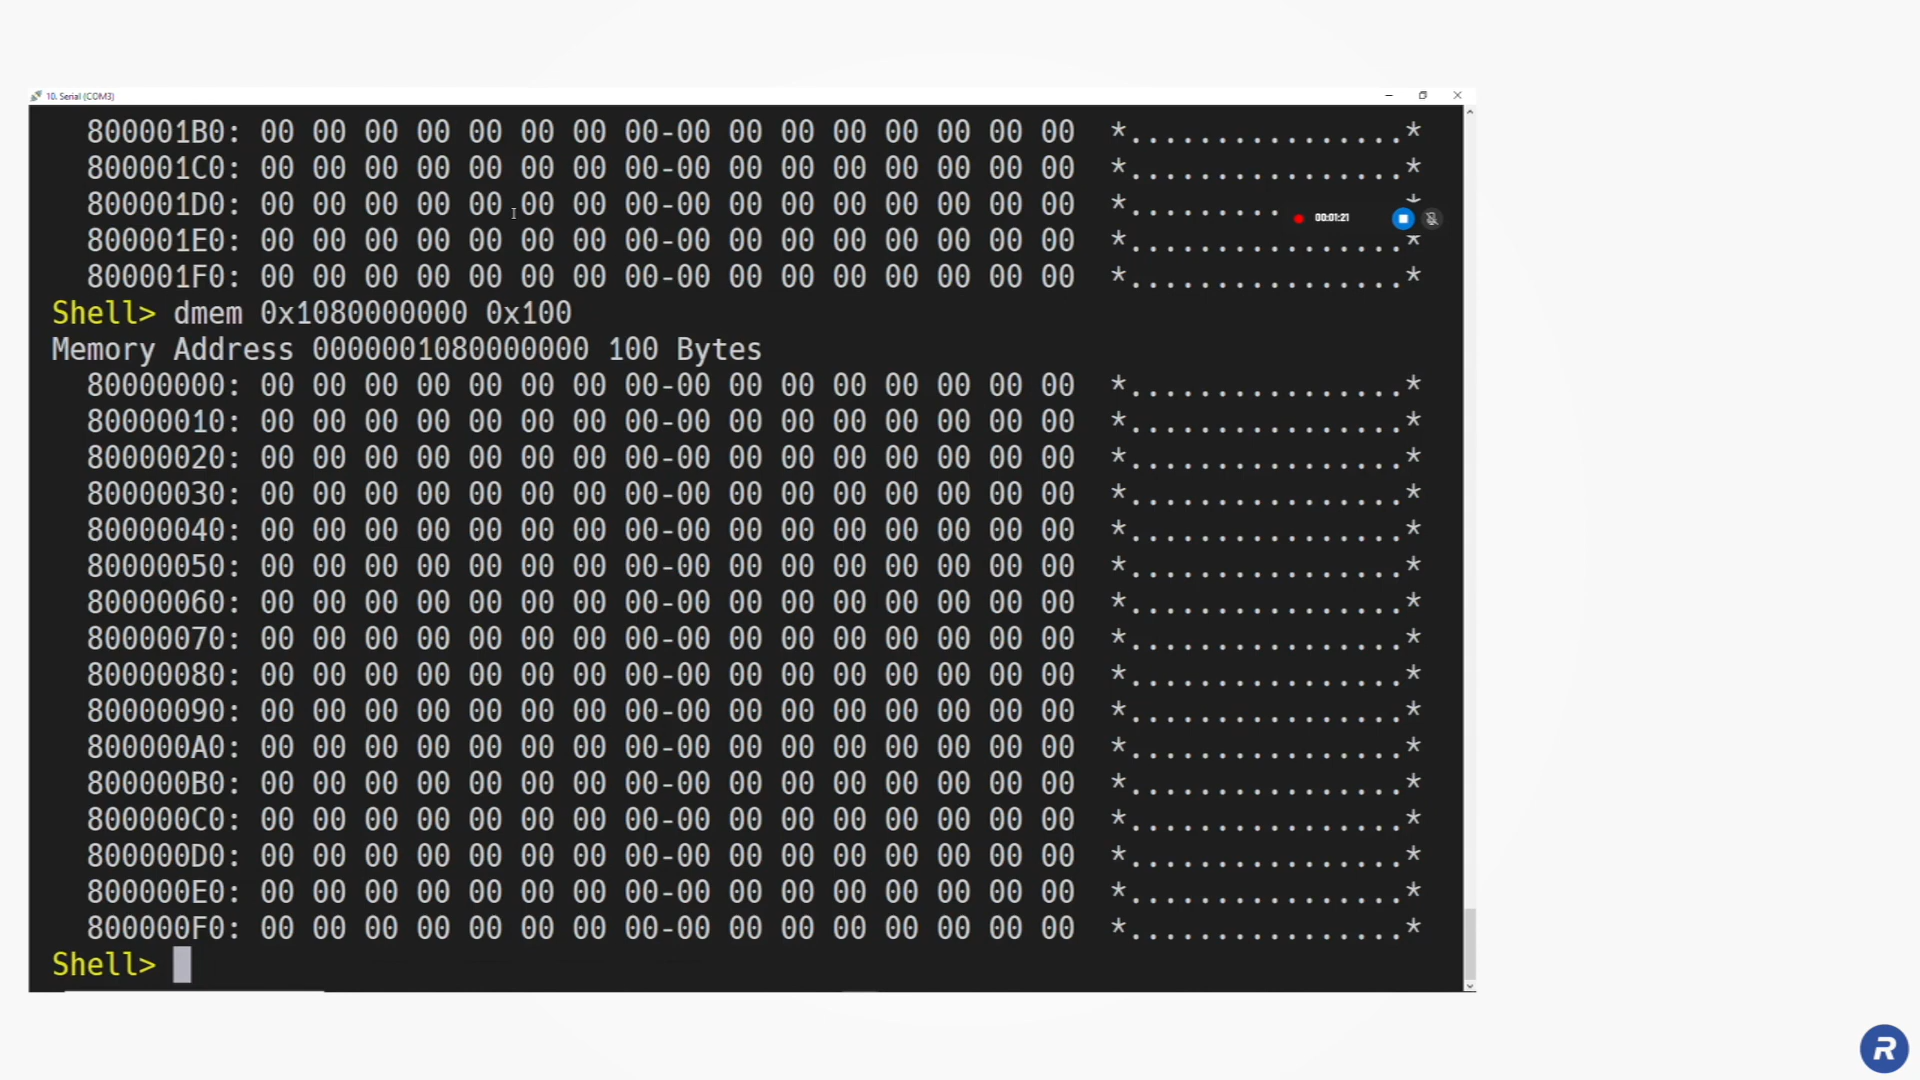 10. Serial (COM3)
800001B0: 00 00 00 00 00 00 00 00-00 00 00 00 00 00 00 00 *................*
800001C0: 00 00 00 00 00 00 00 00-00 00 00 00 00 00 00 00 *................*
800001D0: 00 00 00 00 00 00 00 00-00 00 00 00 00 00 00 00 *.........
00:01:21
800001E0: 00 00 00 00 00 00 00 00-00 00 00 00 00 00 00 00 *................*
800001F0: 00 00 00 00 00 00 00 00-00 00 00 00 00 00 00 00 *................*
Shell> dmem 0x1080000000 0x100
Memory Address 0000001080000000 100 Bytes
80000000: 00 00 00 00 00 00 00 00-00 00 00 00 00 00 00 00 *................*
80000010: 00 00 00 00 00 00 00 00-00 00 00 00 00 00 00 00 *................*
80000020: 00 00 00 00 00 00 00 00-00 00 00 00 00 00 00 00 *................*
80000030: 00 00 00 00 00 00 00 00-00 00 00 00 00 00 00 00 *................*
80000040: 00 00 00 00 00 00 00 00-00 00 00 00 00 00 00 00 *................*
80000050: 00 00 00 00 00 00 00 00-00 00 00 00 00 00 00 00 *................*
80000060: 00 00 00 00 00 00 00 00-00 00 00 00 00 00 00 00 *................*
80000070: 00 00 00 00 00 00 00 00-00 00 00 00 00 00 00 00 *................*
80000080: 00 00 00 00 00 00 00 00-00 00 00 00 00 00 00 00 *................*
80000090: 00 00 00 00 00 00 00 00-00 00 00 00 00 00 00 00 *................*
800000A0: 00 00 00 00 00 00 00 00-00 00 00 00 00 00 00 00 *................*
800000B0: 00 00 00 00 00 00 00 00-00 00 00 00 00 00 00 00 *................*
800000C0: 00 00 00 00 00 00 00 00-00 00 00 00 00 00 00 00 *................*
800000D0: 00 00 00 00 00 00 00 00-00 00 00 00 00 00 00 00 *................*
800000E0: 00 00 00 00 00 00 00 00-00 00 00 00 00 00 00 00 *................*
800000F0: 00 00 00 00 00 00 00 00-00 00 00 00 00 00 00 00 *................*
Shell>
R